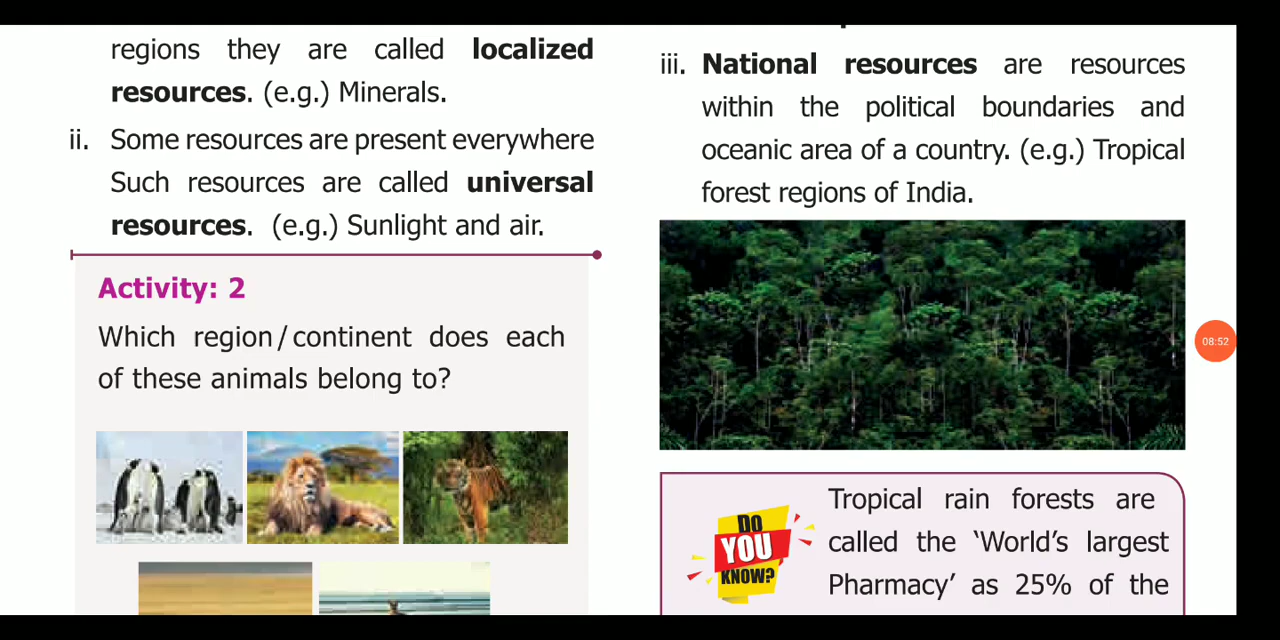 regions they are called localized
resources. (e.g.) Minerals.
ii. Some resources are present everywhere
Such resources are called universal
resources. (e.g.) Sunlight and air.
Activity: 2
Which region/continent does each
of these animals belong to?
iii. National resources are resources
within the political boundaries and
oceanic area of a country. (e.g.) Tropical
forest regions of India.
DO
YOU
KNOW?
Tropical rain forests are
called the ‘World’s largest
Pharmacy’ as 25% of the
08:52